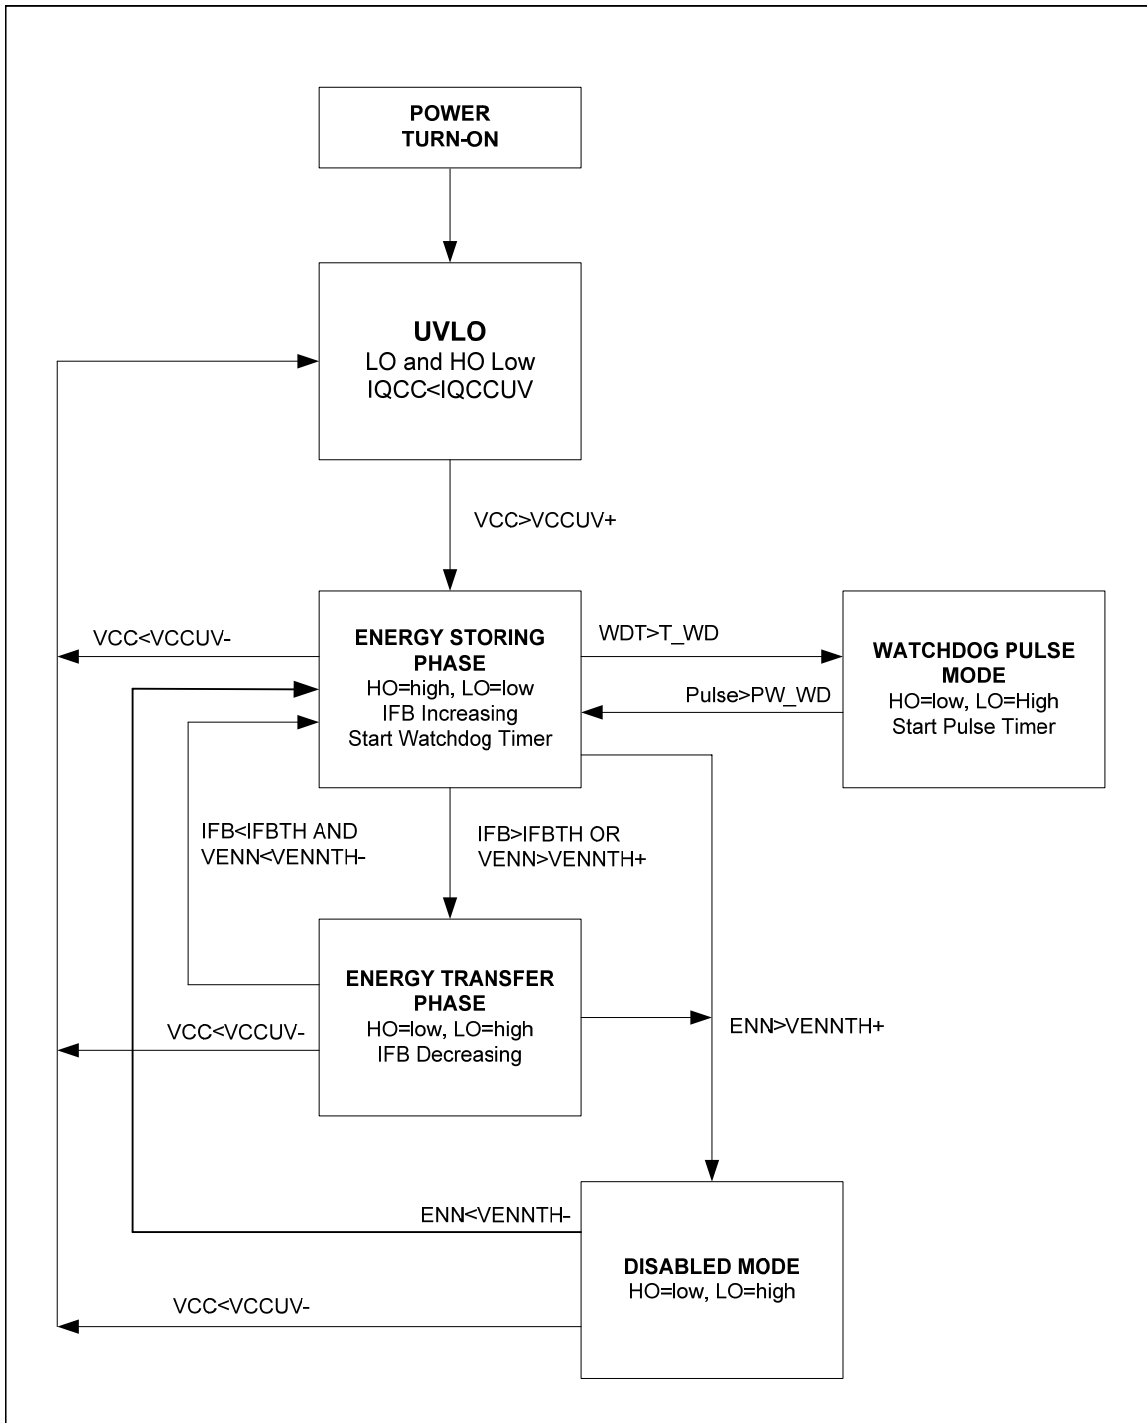 POWER
TURN-ON
UVLO
LO and HO Low
IQCC<IQCCUV
VCC>VCCUV+
VCC<VCCUV-
ENERGY STORING
PHASE
HO=high, LO=low
IFB Increasing
Start Watchdog Timer
WDT>T_WD
Pulse>PW_WD
WATCHDOG PULSE
MODE
HO=low, LO=High
Start Pulse Timer
IFB<IFBTH AND
VENN<VENNTH-
IFB>IFBTH OR
VENN>VENNTH+
ENERGY TRANSFER
PHASE
HO=low, LO=high
IFB Decreasing
VCC<VCCUV-
ENN>VENNTH+
ENN<VENNTH-
DISABLED MODE
HO=low, LO=high
VCC<VCCUV-